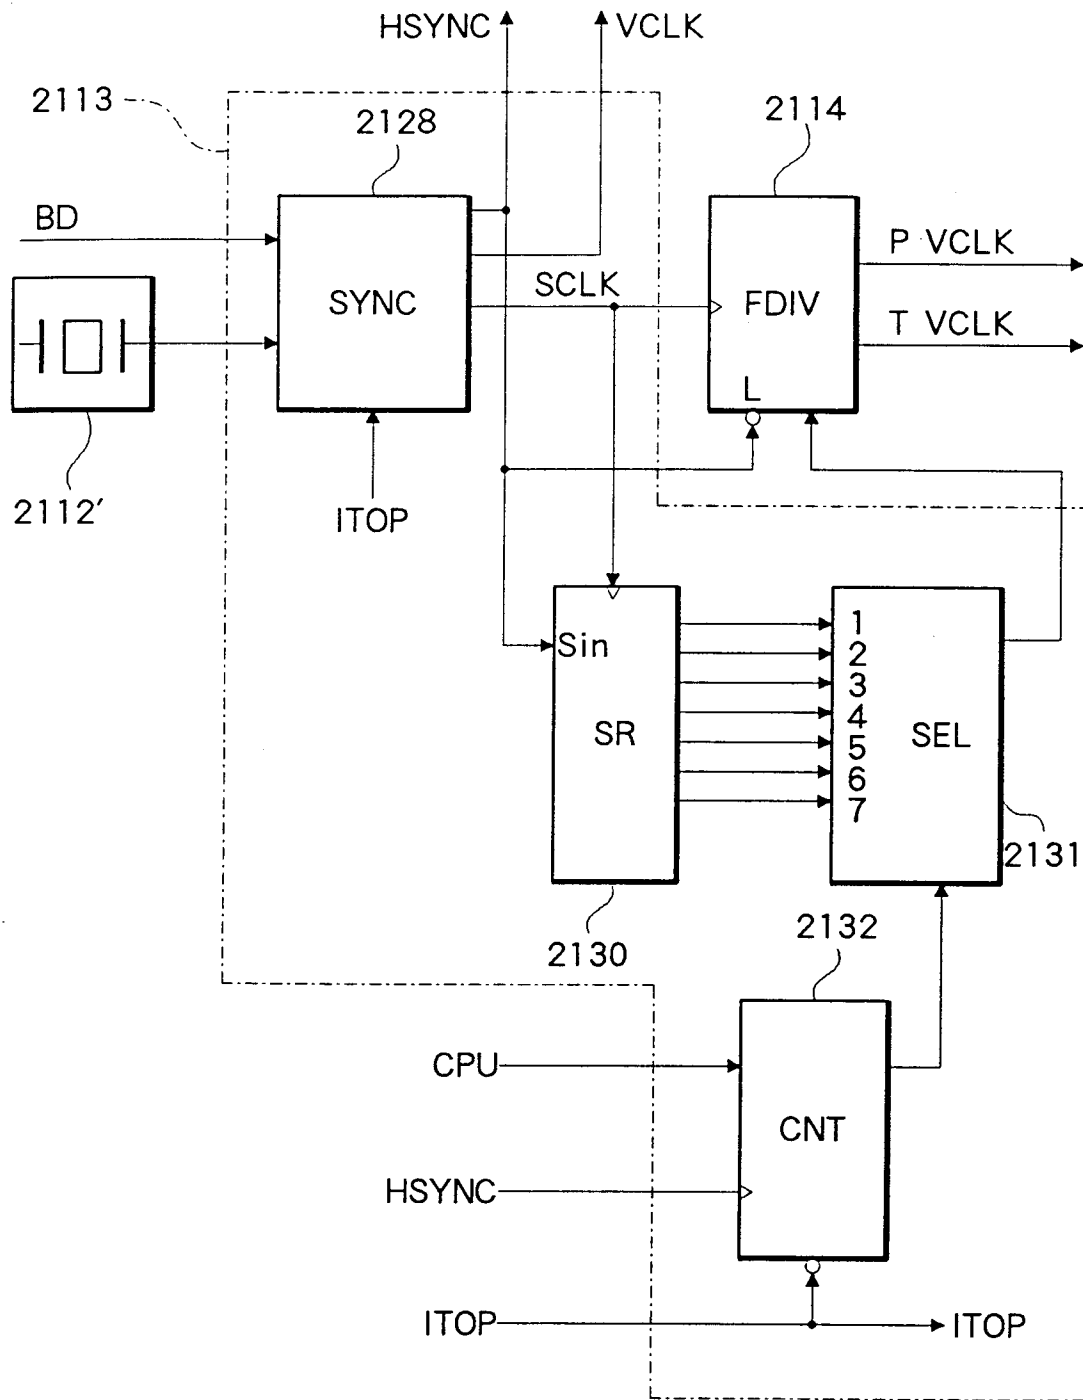 HSYNC
VCLK
2113
2128
2114
BD
SYNC
SCLK
FDIV
P VCLK
T VCLK
L
2112′
ITOP
Sin
SR
1
2
3
4
5
6
7
SEL
2131
2130
2132
CPU
CNT
HSYNC
ITOP
ITOP